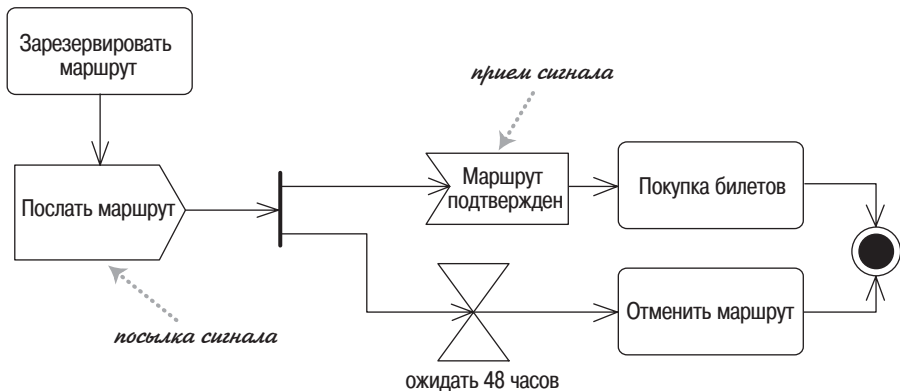 Зарезервировать
маршрут
прием сигнала
Послать маршрут
Маршрут
подтвержден
Покупка билетов
посылка сигнала
Отменить маршрут
ожидать 48 часов